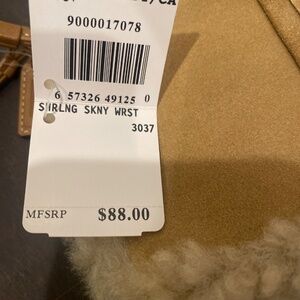 9000017078
6 57326 49125 0
SHRLNG SKNY WRST
3037
MFSRP $88.00